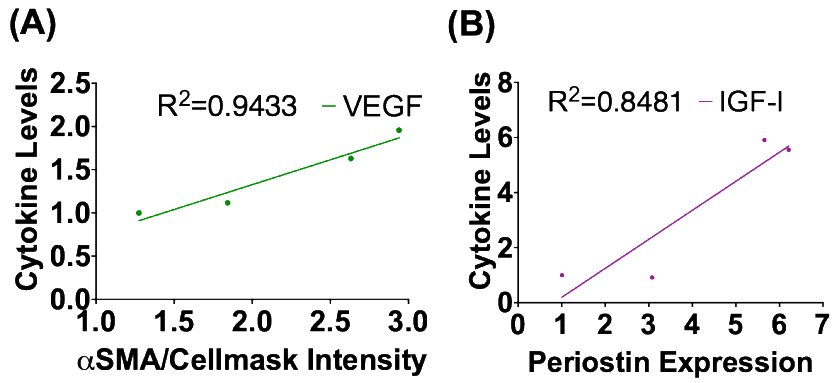 (A)
Cytokine Levels
2.5
2.0
1.5
1.0
0.5
0.0
R²=0.9433 VEGF
1.0 1.5 2.0 2.5 3.0
αSMA/Cellmask Intensity
(B)
Cytokine Levels
8
6
4
2
0
R²=0.8481 IGF-I
0 1 2 3 4 5 6 7
Periostin Expression